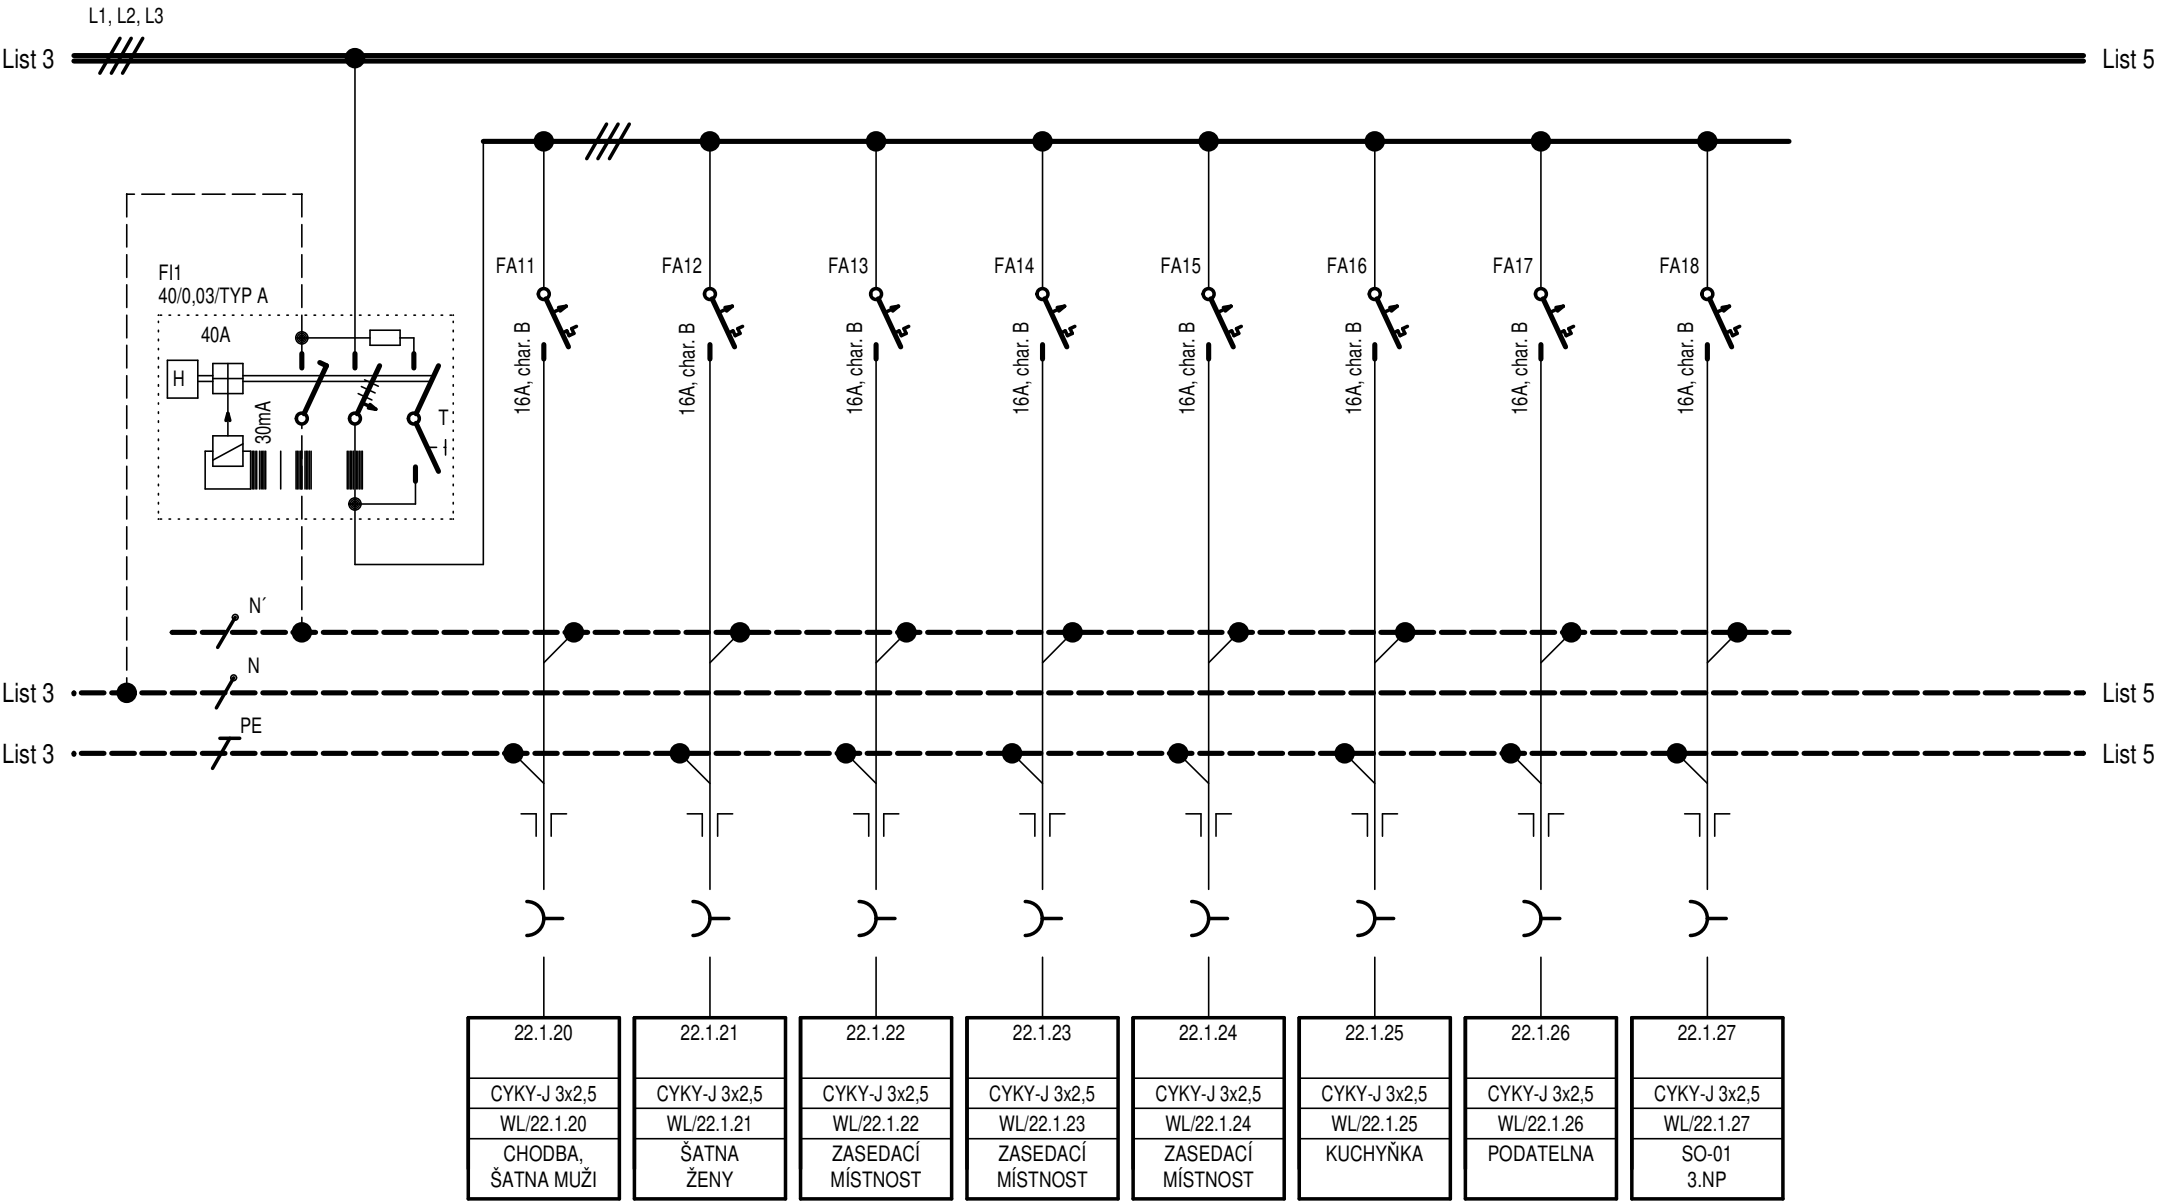 L1, L2, L3
List 3
List 5
FI1
40/0,03/TYP A
40A
H
30mA
T
FA11
16A, char. B
FA12
16A, char. B
FA13
16A, char. B
FA14
16A, char. B
FA15
16A, char. B
FA16
16A, char. B
FA17
16A, char. B
FA18
16A, char. B
N´
N
List 3
List 5
PE
List 3
List 5
22.1.20
CYKY-J 3x2,5
WL/22.1.20
CHODBA,
ŠATNA MUŽI
22.1.21
CYKY-J 3x2,5
WL/22.1.21
ŠATNA
ŽENY
22.1.22
CYKY-J 3x2,5
WL/22.1.22
ZASEDACÍ
MÍSTNOST
22.1.23
CYKY-J 3x2,5
WL/22.1.23
ZASEDACÍ
MÍSTNOST
22.1.24
CYKY-J 3x2,5
WL/22.1.24
ZASEDACÍ
MÍSTNOST
22.1.25
CYKY-J 3x2,5
WL/22.1.25
KUCHYŇKA
22.1.26
CYKY-J 3x2,5
WL/22.1.26
PODATELNA
22.1.27
CYKY-J 3x2,5
WL/22.1.27
SO-01
3.NP